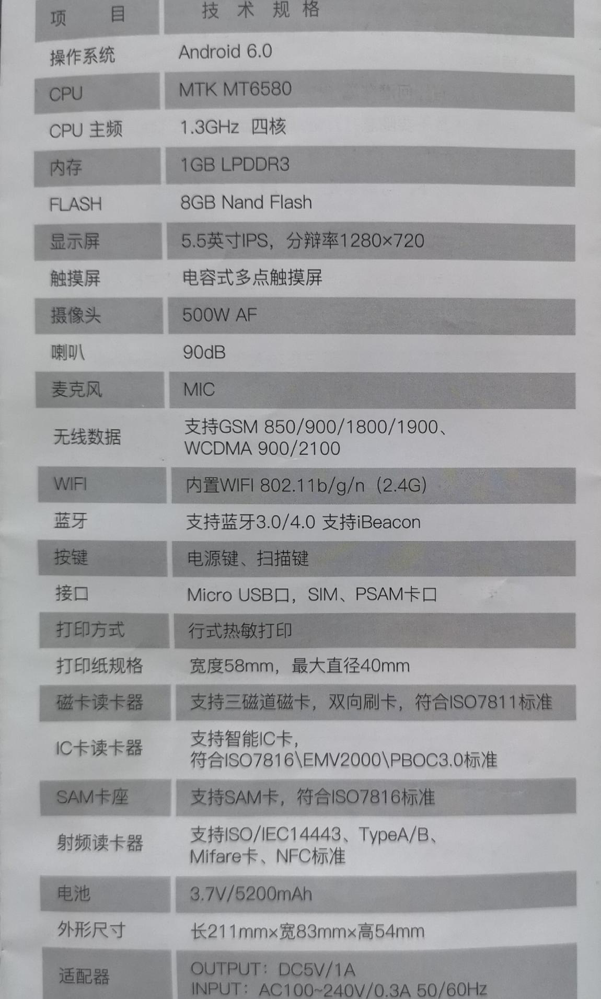 项 目 技 术 规 格
操作系统 Android 6.0
CPU MTK MT6580
CPU 主频 1.3GHz 四核
内存 1GB LPDDR3
FLASH 8GB Nand Flash
显示屏 5.5英寸IPS，分辩率1280×720
触摸屏 电容式多点触摸屏
摄像头 500W AF
喇叭 90dB
麦克风 MIC
无线数据 支持GSM 850/900/1800/1900、
WCDMA 900/2100
WIFI 内置WIFI 802.11b/g/n（2.4G）
蓝牙 支持蓝牙3.0/4.0 支持iBeacon
按键 电源键、扫描键
接口 Micro USB口，SIM、PSAM卡口
打印方式 行式热敏打印
打印纸规格 宽度58mm，最大直径40mm
磁卡读卡器 支持三磁道磁卡，双向刷卡，符合ISO7811标准
IC卡读卡器 支持智能IC卡，
符合ISO7816\EMV2000\PBOC3.0标准
SAM卡座 支持SAM卡，符合ISO7816标准
射频读卡器 支持ISO/IEC14443、TypeA/B、
Mifare卡、NFC标准
电池 3.7V/5200mAh
外形尺寸 长211mm×宽83mm×高54mm
适配器 OUTPUT：DC5V/1A
INPUT：AC100~240V/0.3A 50/60Hz